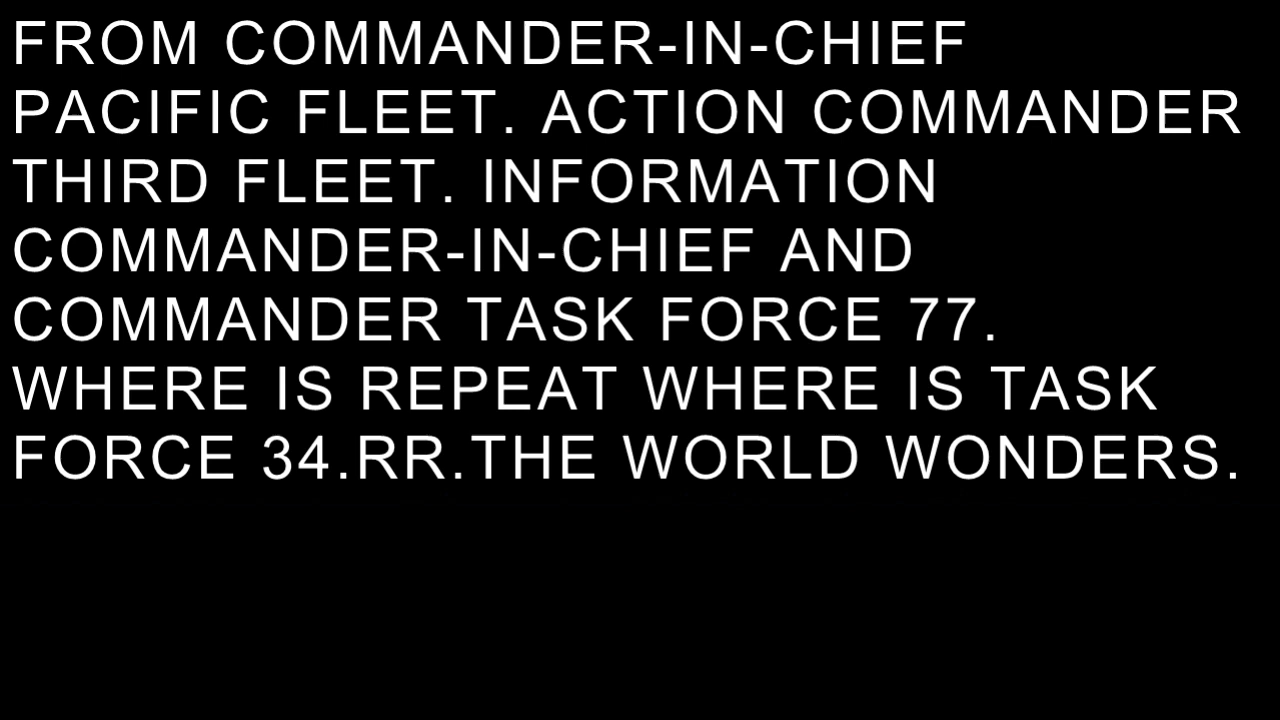 FROM COMMANDER-IN-CHIEF
PACIFIC FLEET. ACTION COMMANDER
THIRD FLEET. INFORMATION
COMMANDER-IN-CHIEF AND
COMMANDER TASK FORCE 77.
WHERE IS REPEAT WHERE IS TASK
FORCE 34.RR.THE WORLD WONDERS.